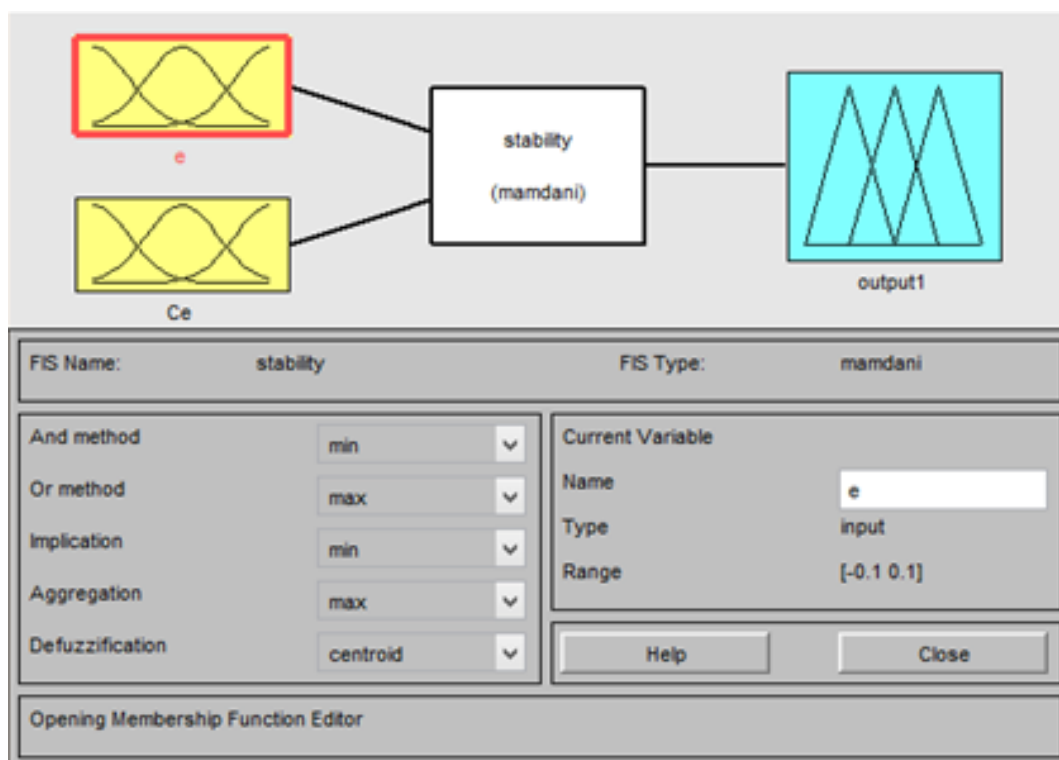 e
Ce
stability
(mamdani)
output1
FIS Name: stability FIS Type: mamdani
And method min
Or method max
Implication min
Aggregation max
Defuzzification centroid
Current Variable
Name e
Type input
Range [-0.1 0.1]
Help Close
Opening Membership Function Editor